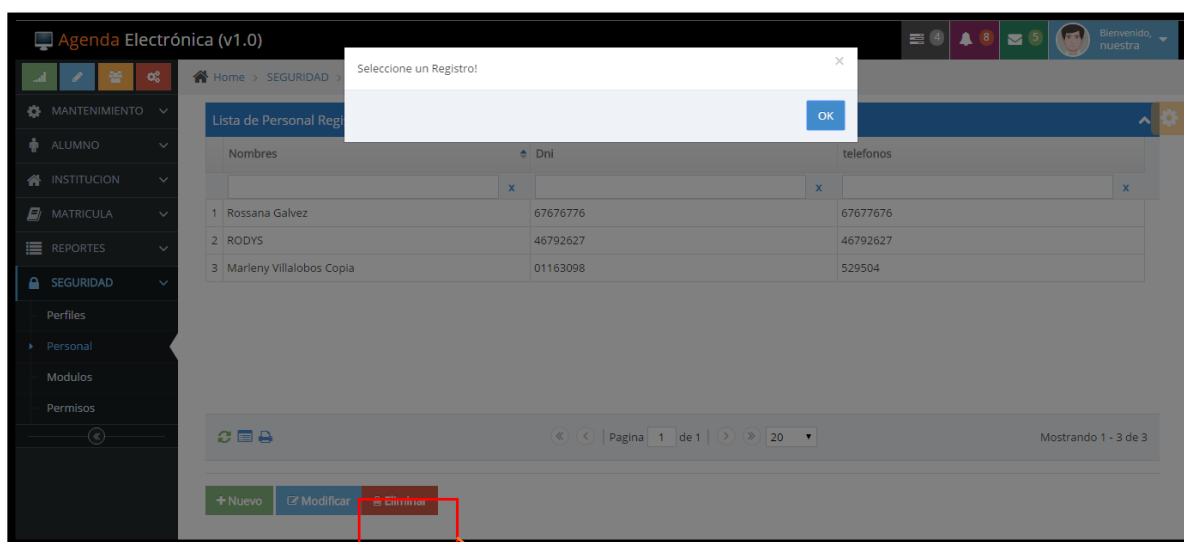 Agenda Electrónica (v1.0)
4
8
5
Bienvenido,
nuestra
Seleccione un Registro!
×
OK
Home > SEGURIDAD >
MANTENIMIENTO
ALUMNO
INSTITUCION
MATRICULA
REPORTES
SEGURIDAD
Perfiles
Personal
Modulos
Permisos
Lista de Personal Regi
Nombres Dni telefonos
x x x
1 Rossana Galvez 67676776 67677676
2 RODYS 46792627 46792627
3 Marleny Villalobos Copia 01163098 529504
Pagina 1 de 1 20 Mostrando 1 - 3 de 3
+Nuevo Modificar Eliminar